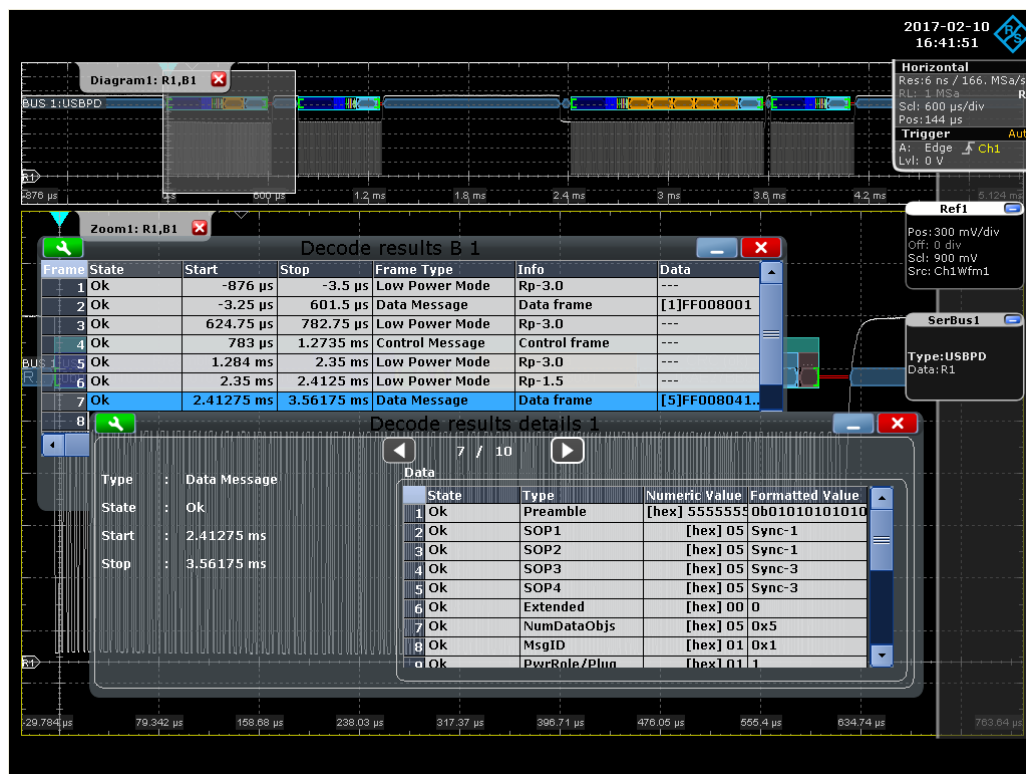 2017-02-10
16:41:51
Diagram1: R1,B1
BUS 1:USBPD
R1
-876 µs 0 s 600 µs 1.2 ms 1.8 ms 2.4 ms 3 ms 3.6 ms 4.2 ms 5.124 ms
Horizontal
Res:6 ns / 166. MSa/s
RL: 1 MSa R
Scl: 600 µs/div
Pos:144 µs
Trigger Aut
A: Edge Ch1
Lvl: 0 V
Ref1
Pos:300 mV/div
Off: 0 div
Scl: 900 mV
Src: Ch1Wfm1
SerBus1
Type:USBPD
Data:R1
Zoom1: R1,B1
Decode results B 1
Frame State Start Stop Frame Type Info Data
1 Ok -876 µs -3.5 µs Low Power Mode Rp-3.0 ---
2 Ok -3.25 µs 601.5 µs Data Message Data frame [1]FF008001
3 Ok 624.75 µs 782.75 µs Low Power Mode Rp-3.0 ---
4 Ok 783 µs 1.2735 ms Control Message Control frame ---
5 Ok 1.284 ms 2.35 ms Low Power Mode Rp-3.0 ---
6 Ok 2.35 ms 2.4125 ms Low Power Mode Rp-1.5 ---
7 Ok 2.41275 ms 3.56175 ms Data Message Data frame [5]FF008041..
8
Decode results details 1
7 / 10
Type : Data Message
State : Ok
Start : 2.41275 ms
Stop : 3.56175 ms
Data
State Type Numeric Value Formatted Value
1 Ok Preamble [hex] 5555555 0b01010101010
2 Ok SOP1 [hex] 05 Sync-1
3 Ok SOP2 [hex] 05 Sync-1
4 Ok SOP3 [hex] 05 Sync-3
5 Ok SOP4 [hex] 05 Sync-3
6 Ok Extended [hex] 00 0
7 Ok NumDataObjs [hex] 05 0x5
8 Ok MsgID [hex] 01 0x1
9 Ok PwrRole/Plug [hex] 01 1
R1
-29.784 µs 79.342 µs 158.68 µs 238.03 µs 317.37 µs 396.71 µs 476.05 µs 555.4 µs 634.74 µs 763.64 µs